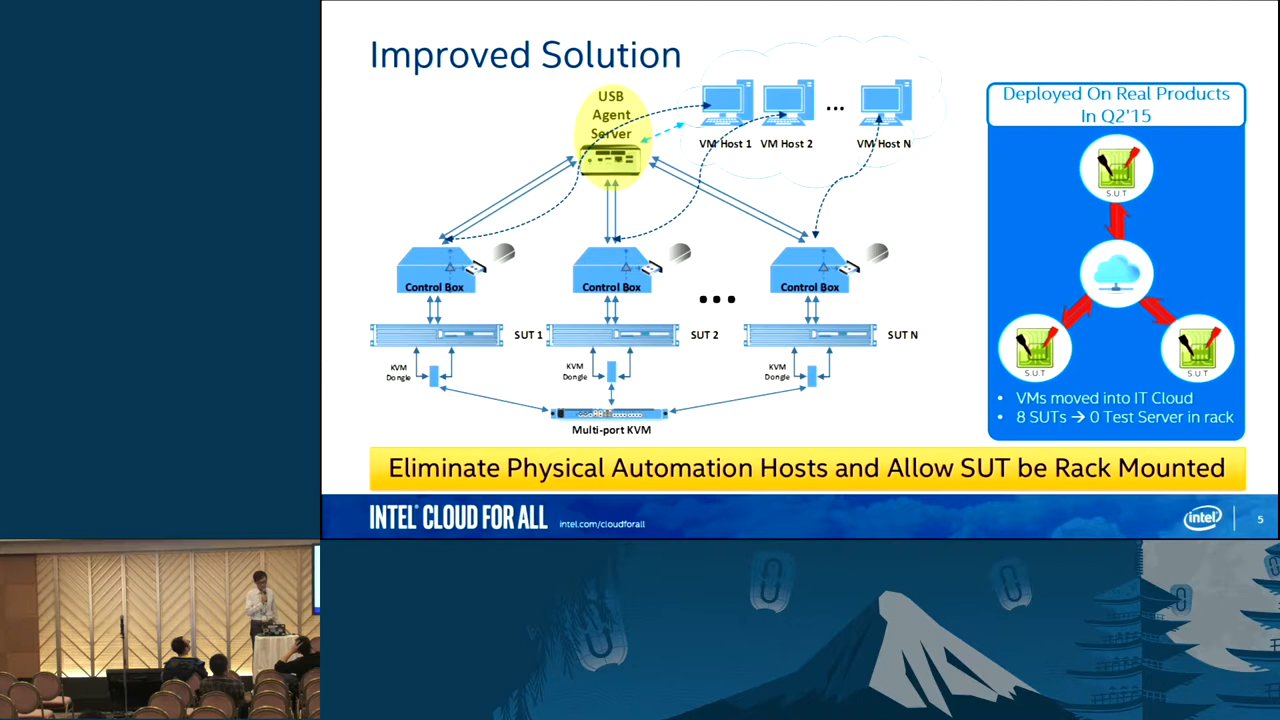 Improved Solution
USB
Agent
Server
VM Host 1
VM Host 2
...
VM Host N
Control Box
Control Box
Control Box
...
SUT 1
SUT 2
SUT N
KVM
Dongle
KVM
Dongle
KVM
Dongle
Multi-port KVM
Deployed On Real Products
In Q2'15
S.U.T
S.U.T
S.U.T
• VMs moved into IT Cloud
• 8 SUTs → 0 Test Server in rack
Eliminate Physical Automation Hosts and Allow SUT be Rack Mounted
INTEL® CLOUD FOR ALL
intel.com/cloudforall
intel
5